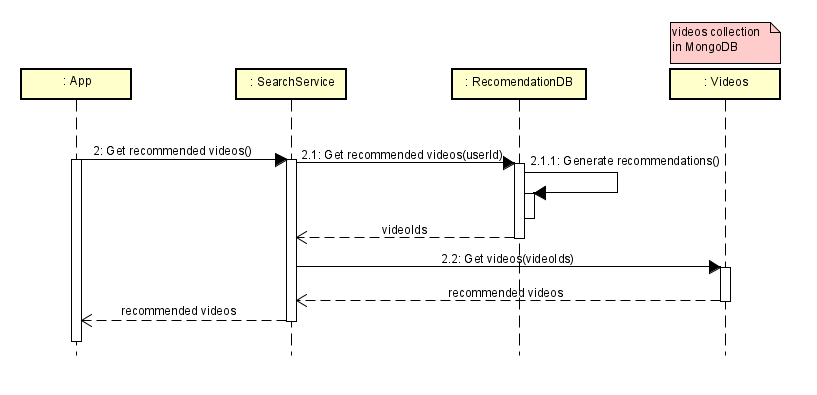 videos collection
in MongoDB
: App
: SearchService
: RecomendationDB
: Videos
2: Get recommended videos()
2.1: Get recommended videos(userId)
2.1.1: Generate recommendations()
videoIds
2.2: Get videos(videoIds)
recommended videos
recommended videos